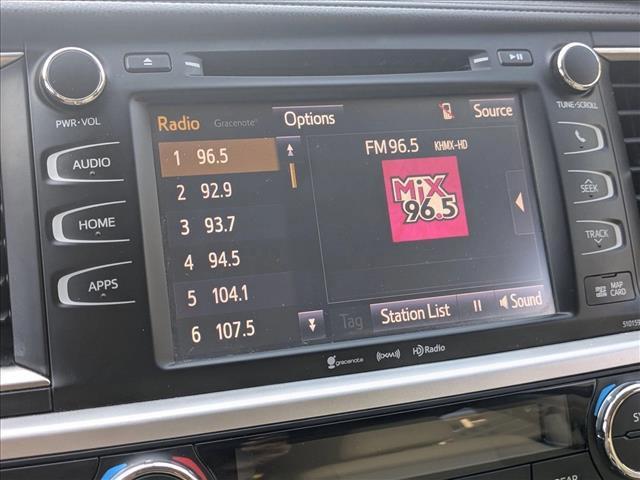 PWR·VOL
AUDIO
HOME
APPS
Radio Gracenote® Options Source
1 96.5
2 92.9
3 93.7
4 94.5
5 104.1
6 107.5
FM 96.5 KHMX-HD
MiX
96.5
Tag Station List Sound
gracenote ((XM)) HD Radio
TUNE·SCROLL
SEEK
TRACK
MAP
CARD